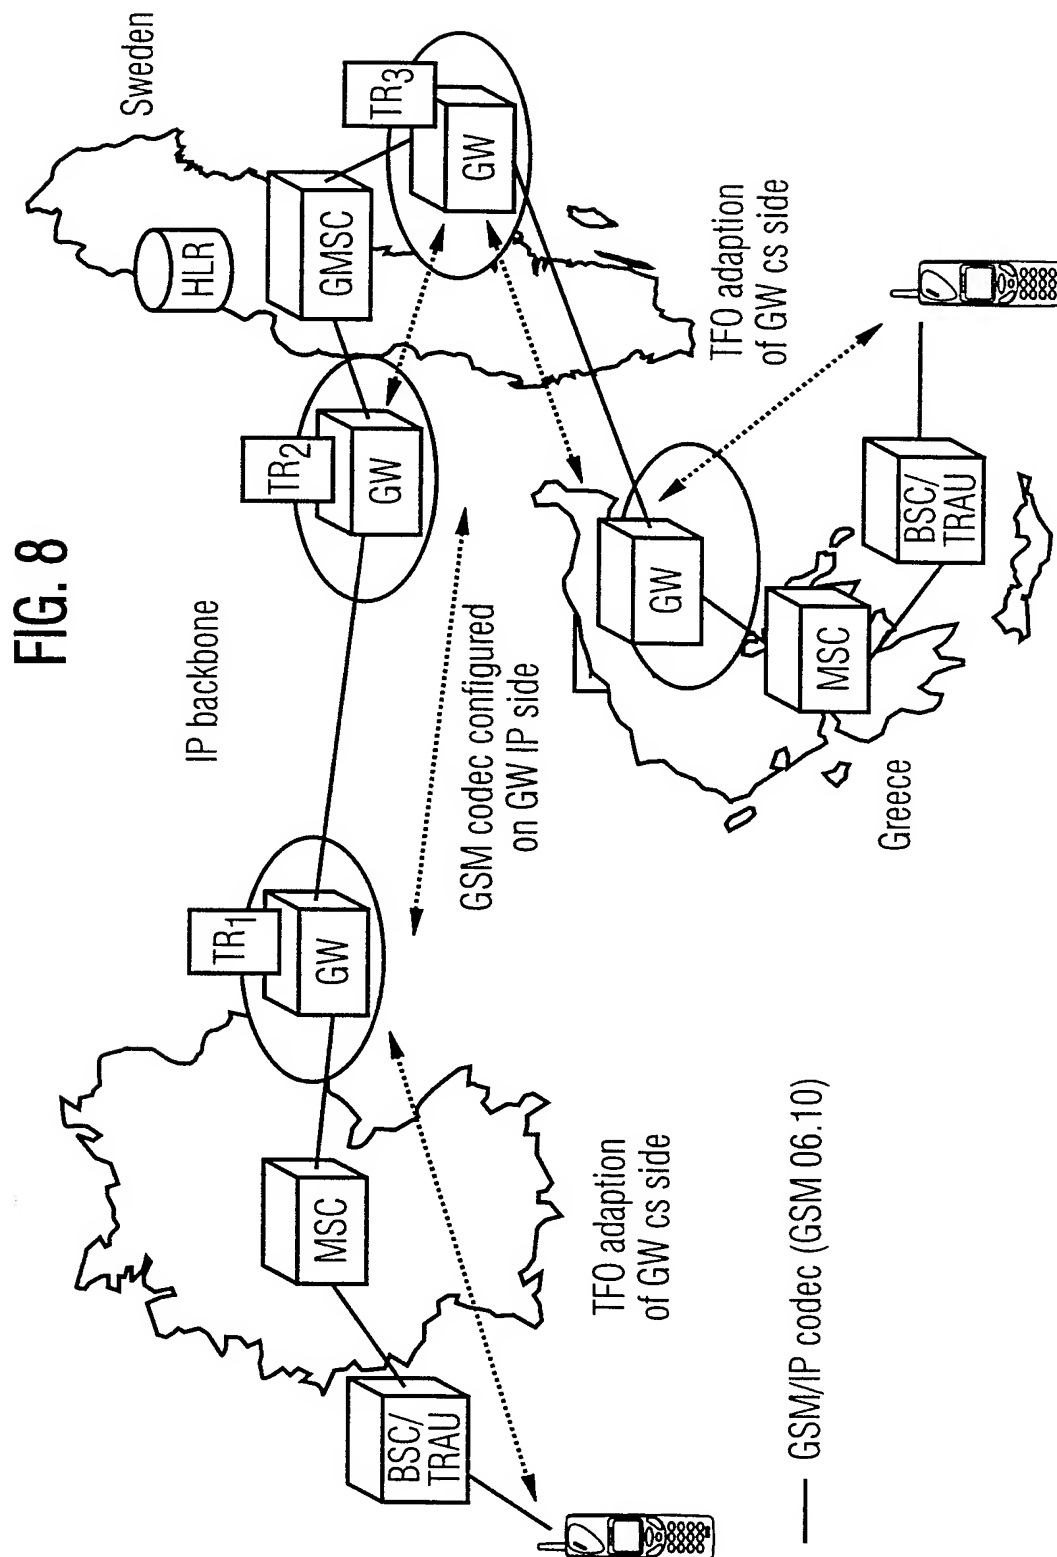 FIG. 8
Sweden
HLR
GMSC
TR3
GW
TR2
GW
IP backbone
TR1
GW
MSC
BSC/
TRAU
GSM codec configured
on GW IP side
TFO adaption
of GW cs side
TFO adaption
of GW cs side
GW
MSC
BSC/
TRAU
Greece
GSM/IP codec (GSM 06.10)